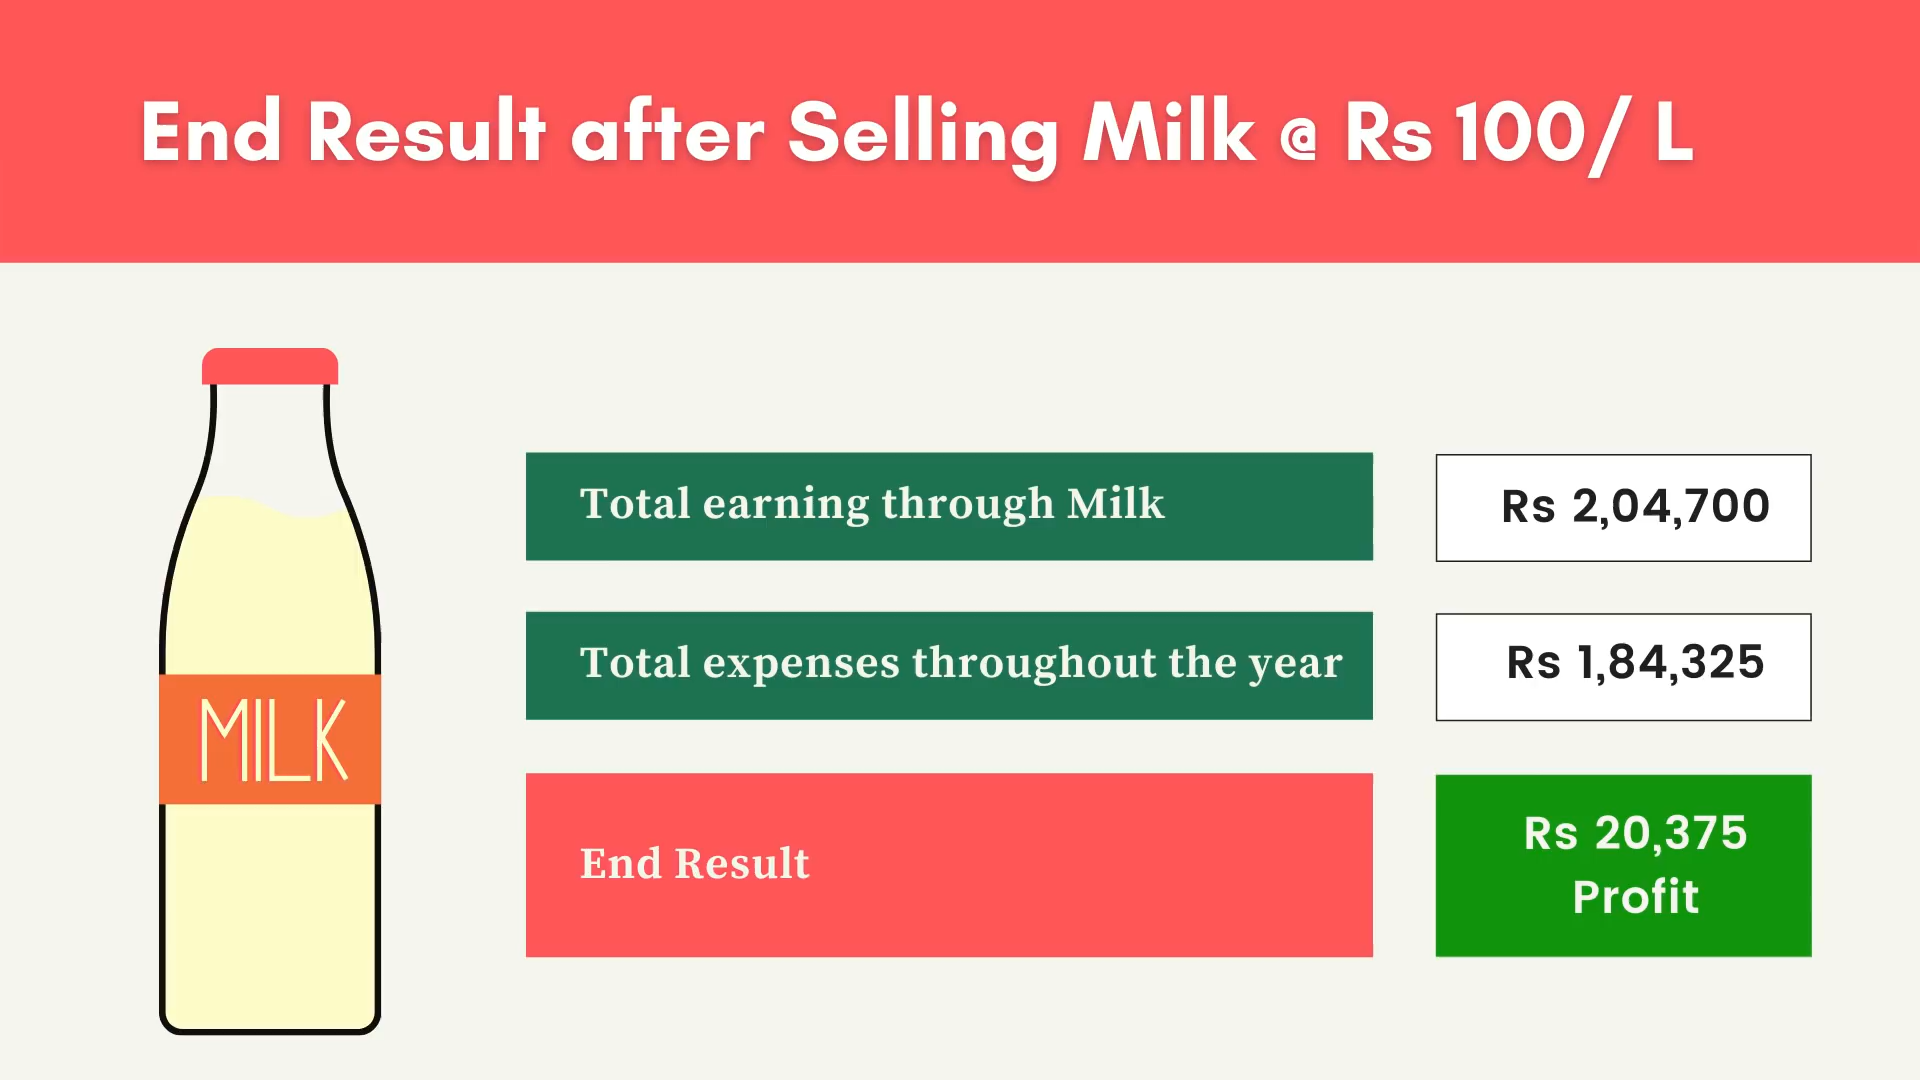 End Result after Selling Milk @ Rs 100/ L
Total earning through Milk
Rs 2,04,700
Total expenses throughout the year
Rs 1,84,325
MILK
End Result
Rs 20,375
Profit